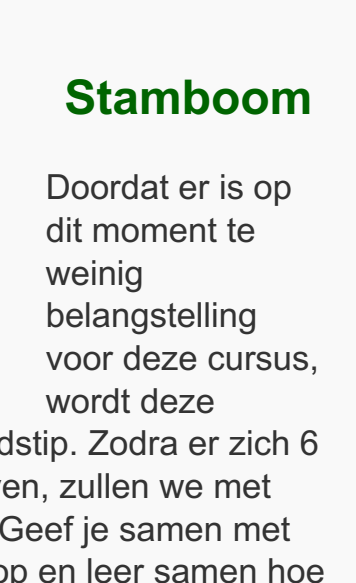 Stamboom
Doordat er is op
dit moment te
weinig
belangstelling
voor deze cursus,
wordt deze
dstip. Zodra er zich 6
en, zullen we met
Geef je samen met
op en leer samen hoe